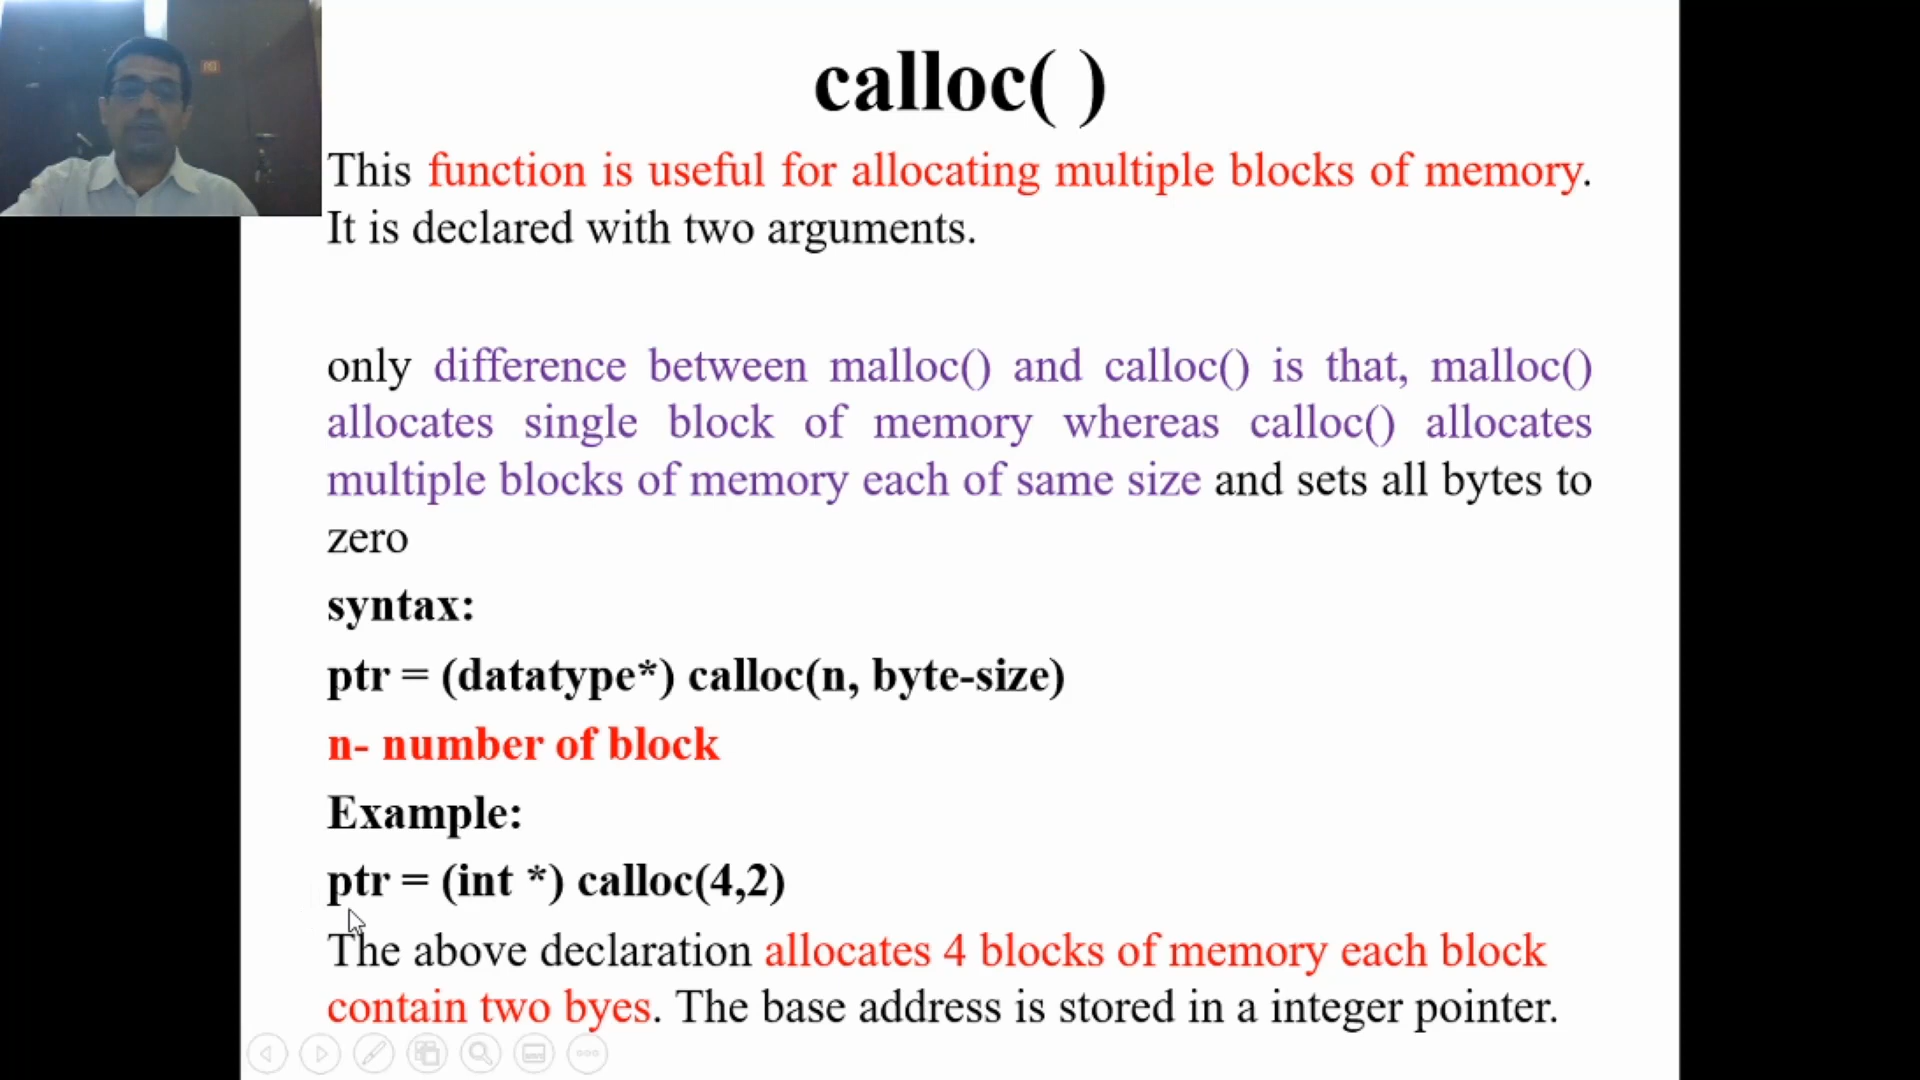 calloc( )
This function is useful for allocating multiple blocks of memory.
It is declared with two arguments.
only difference between malloc() and calloc() is that, malloc()
allocates single block of memory whereas calloc() allocates
multiple blocks of memory each of same size and sets all bytes to
zero
syntax:
ptr = (datatype*) calloc(n, byte-size)
n- number of block
Example:
ptr = (int *) calloc(4,2)
The above declaration allocates 4 blocks of memory each block
contain two byes. The base address is stored in a integer pointer.